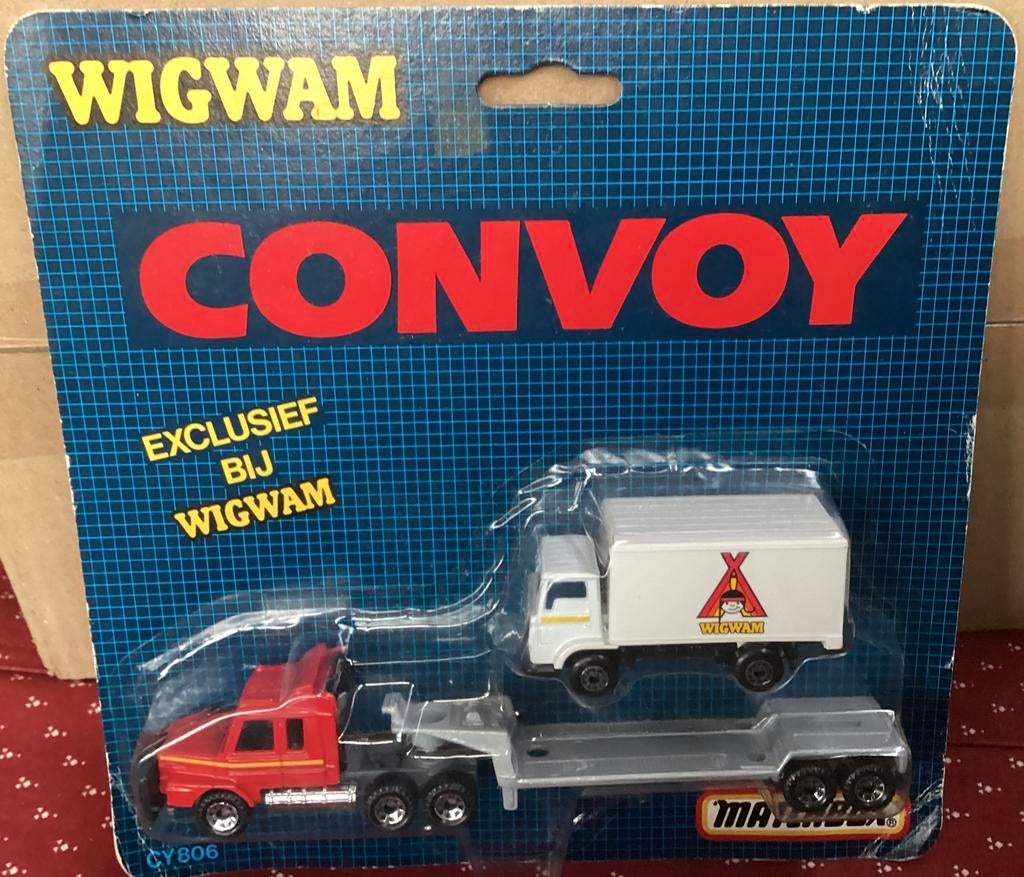 WIGWAM
CONVOY
EXCLUSIEF
BIJ
WIGWAM
WIGWAM
MATCHBOX®
CY806